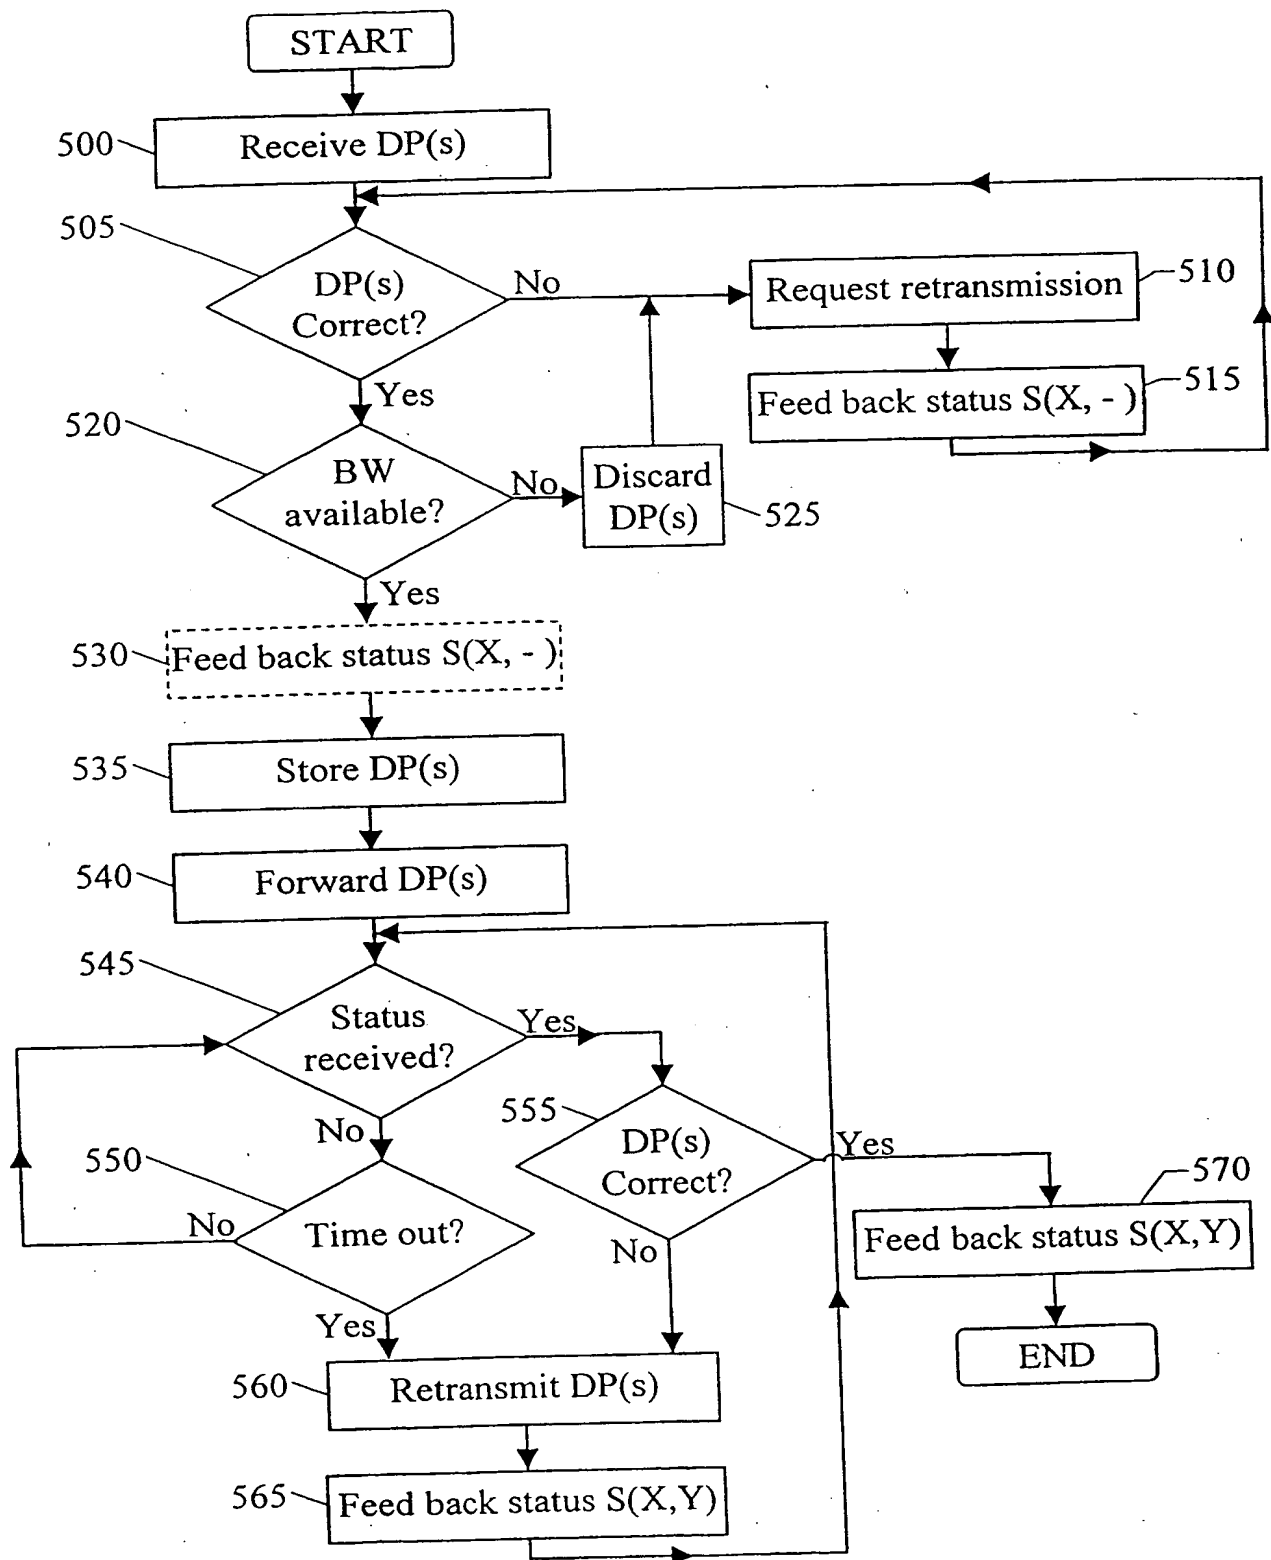 START
500
Receive DP(s)
505
DP(s)
Correct?
No
Request retransmission
510
Yes
Feed back status S(X, - )
515
520
BW
available?
No
Discard
DP(s)
525
Yes
530
Feed back status S(X, - )
535
Store DP(s)
540
Forward DP(s)
545
Status
received?
Yes
No
555
DP(s)
Correct?
Yes
550
Time out?
No
No
570
Feed back status S(X,Y)
Yes
END
560
Retransmit DP(s)
565
Feed back status S(X,Y)